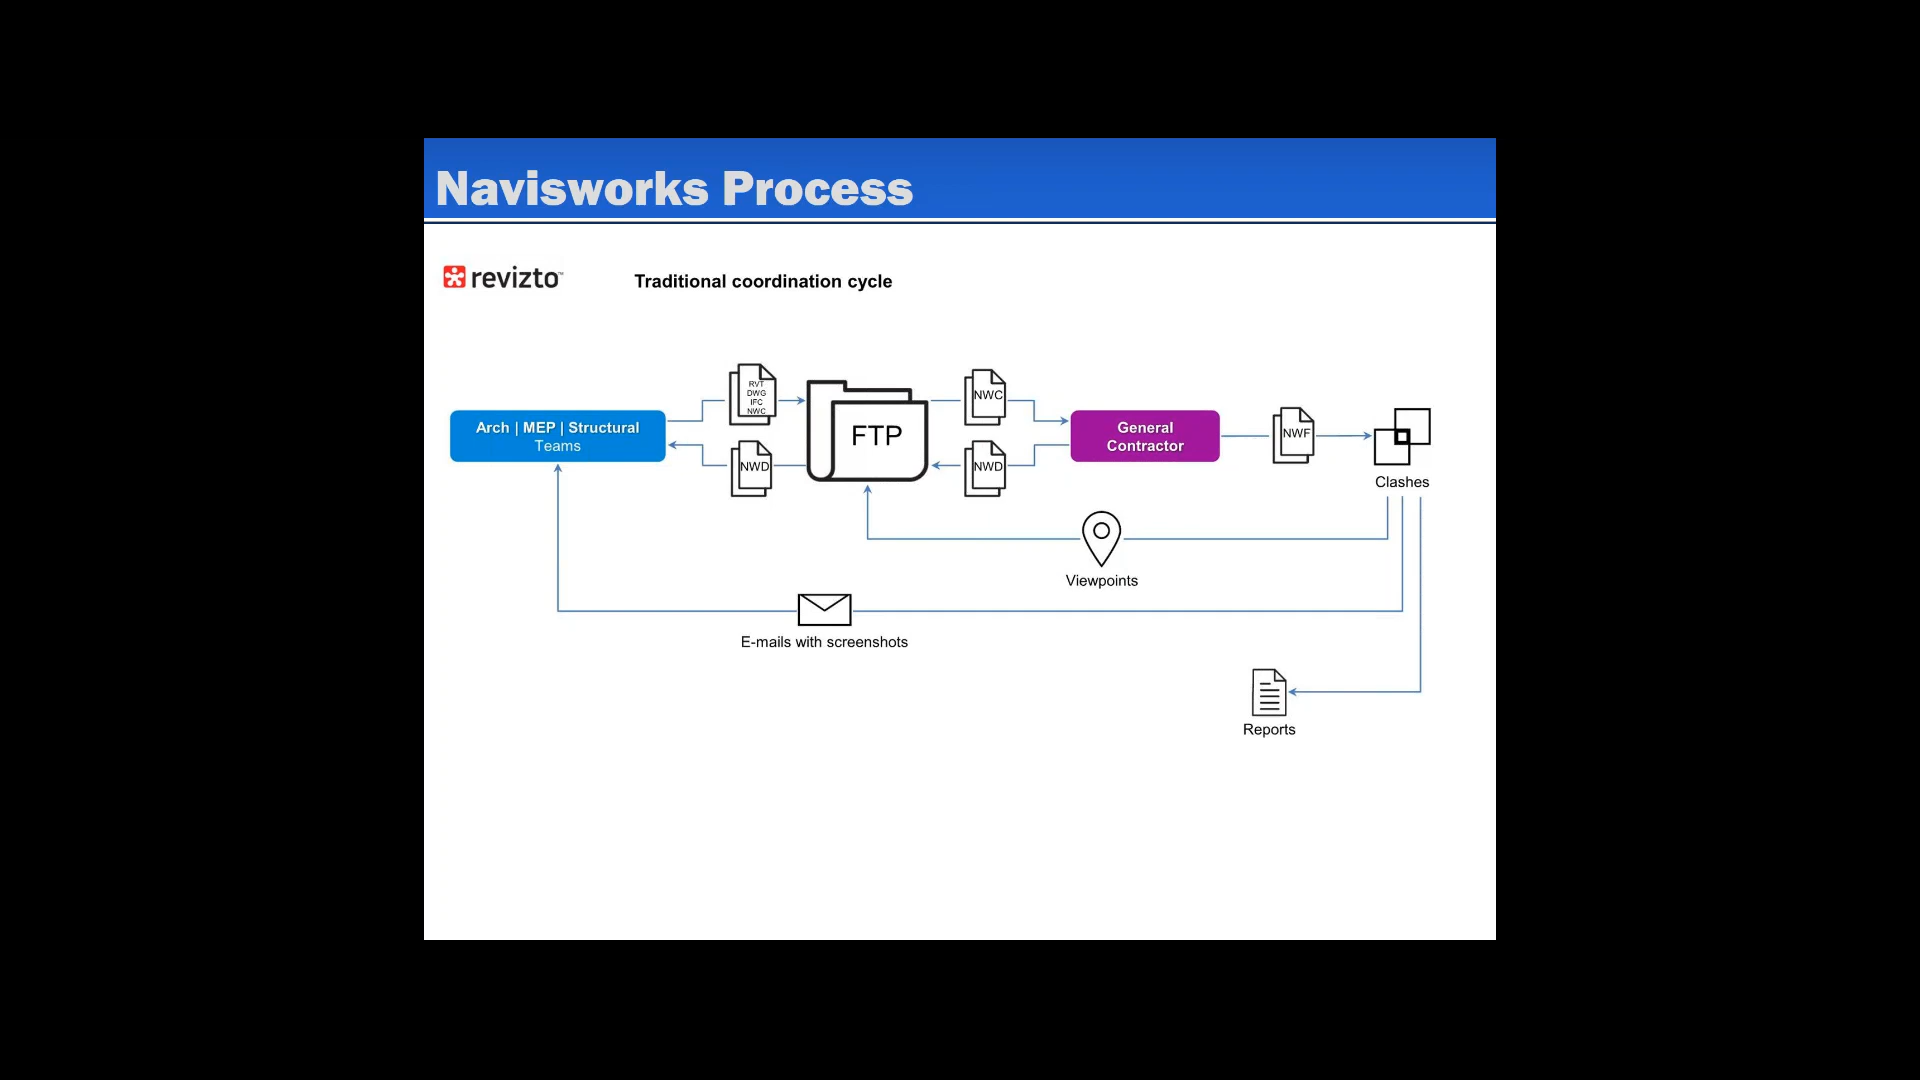 Navisworks Process
revizto™
Traditional coordination cycle
RVT
DWG
IFC
NWC
NWC
Arch | MEP | Structural
Teams
FTP
General
Contractor
NWF
NWD
NWD
Clashes
Viewpoints
E-mails with screenshots
Reports